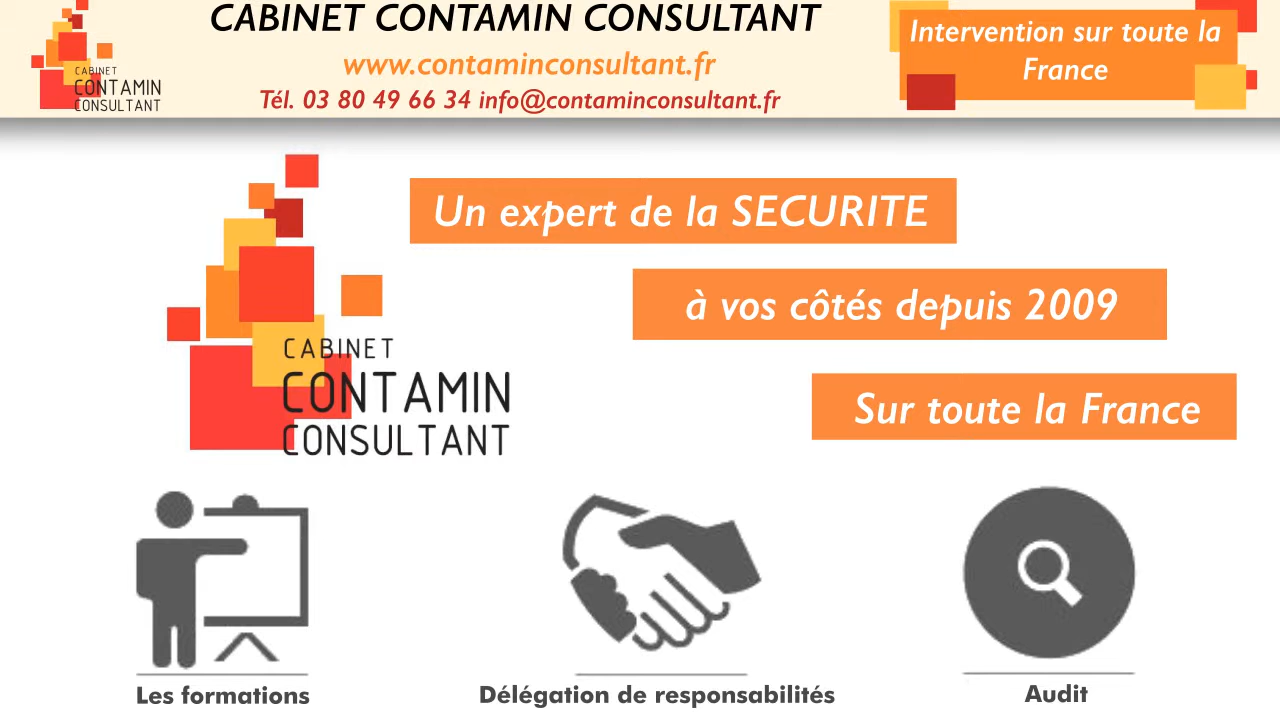 CABINET CONTAMIN CONSULTANT
www.contaminconsultant.fr
Tél. 03 80 49 66 34 info@contaminconsultant.fr
Intervention sur toute la
France
CABINET
CONTAMIN
CONSULTANT
Un expert de la SECURITE
à vos côtés depuis 2009
Sur toute la France
CABINET
CONTAMIN
CONSULTANT
Les formations
Délégation de responsabilités
Audit